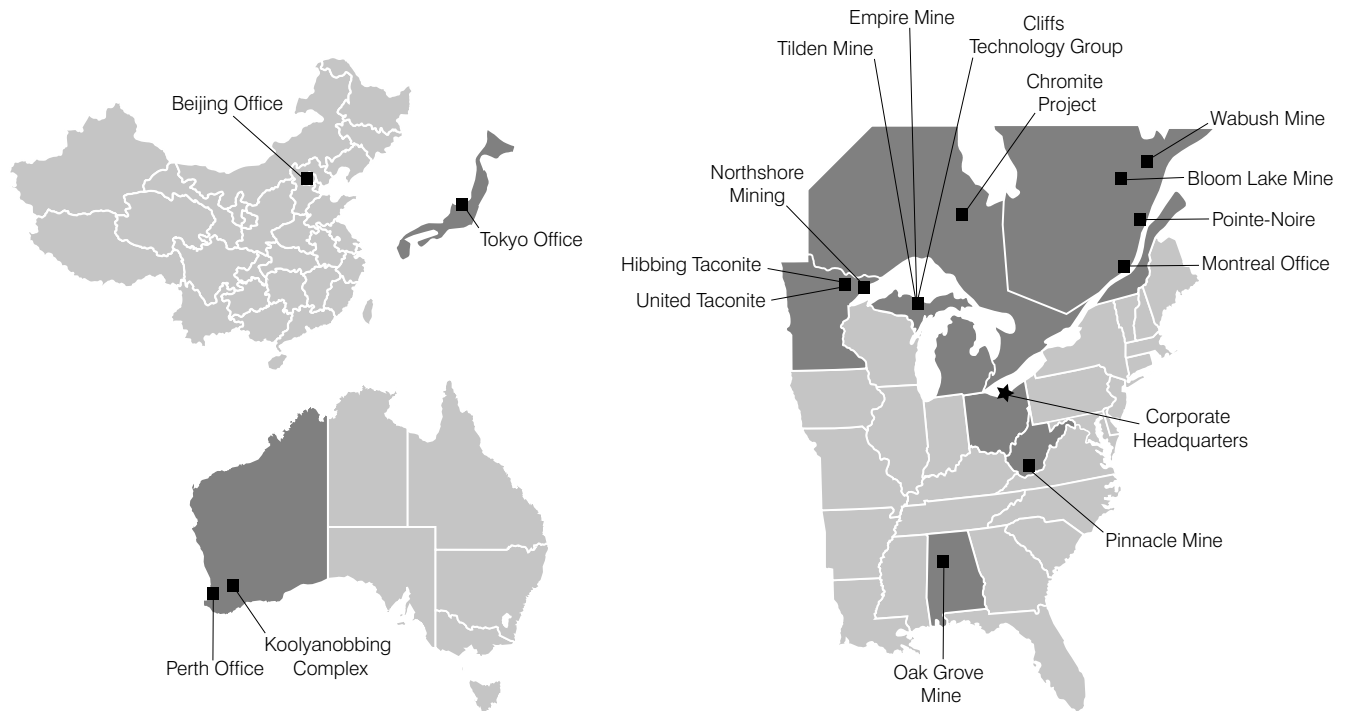 Beijing Office
Tokyo Office
Perth Office
Koolyanobbing
Complex
Empire Mine
Tilden Mine
Cliffs
Technology Group
Chromite
Project
Wabush Mine
Bloom Lake Mine
Pointe-Noire
Montreal Office
Northshore
Mining
Hibbing Taconite
United Taconite
Corporate
Headquarters
Pinnacle Mine
Oak Grove
Mine